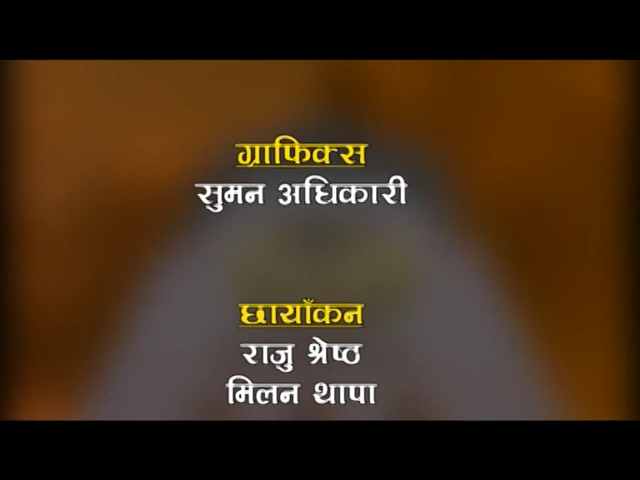 ग्राफिक्स
सुमन अधिकारी
छायाँकन
राजु श्रेष्ठ
मिलन थापा